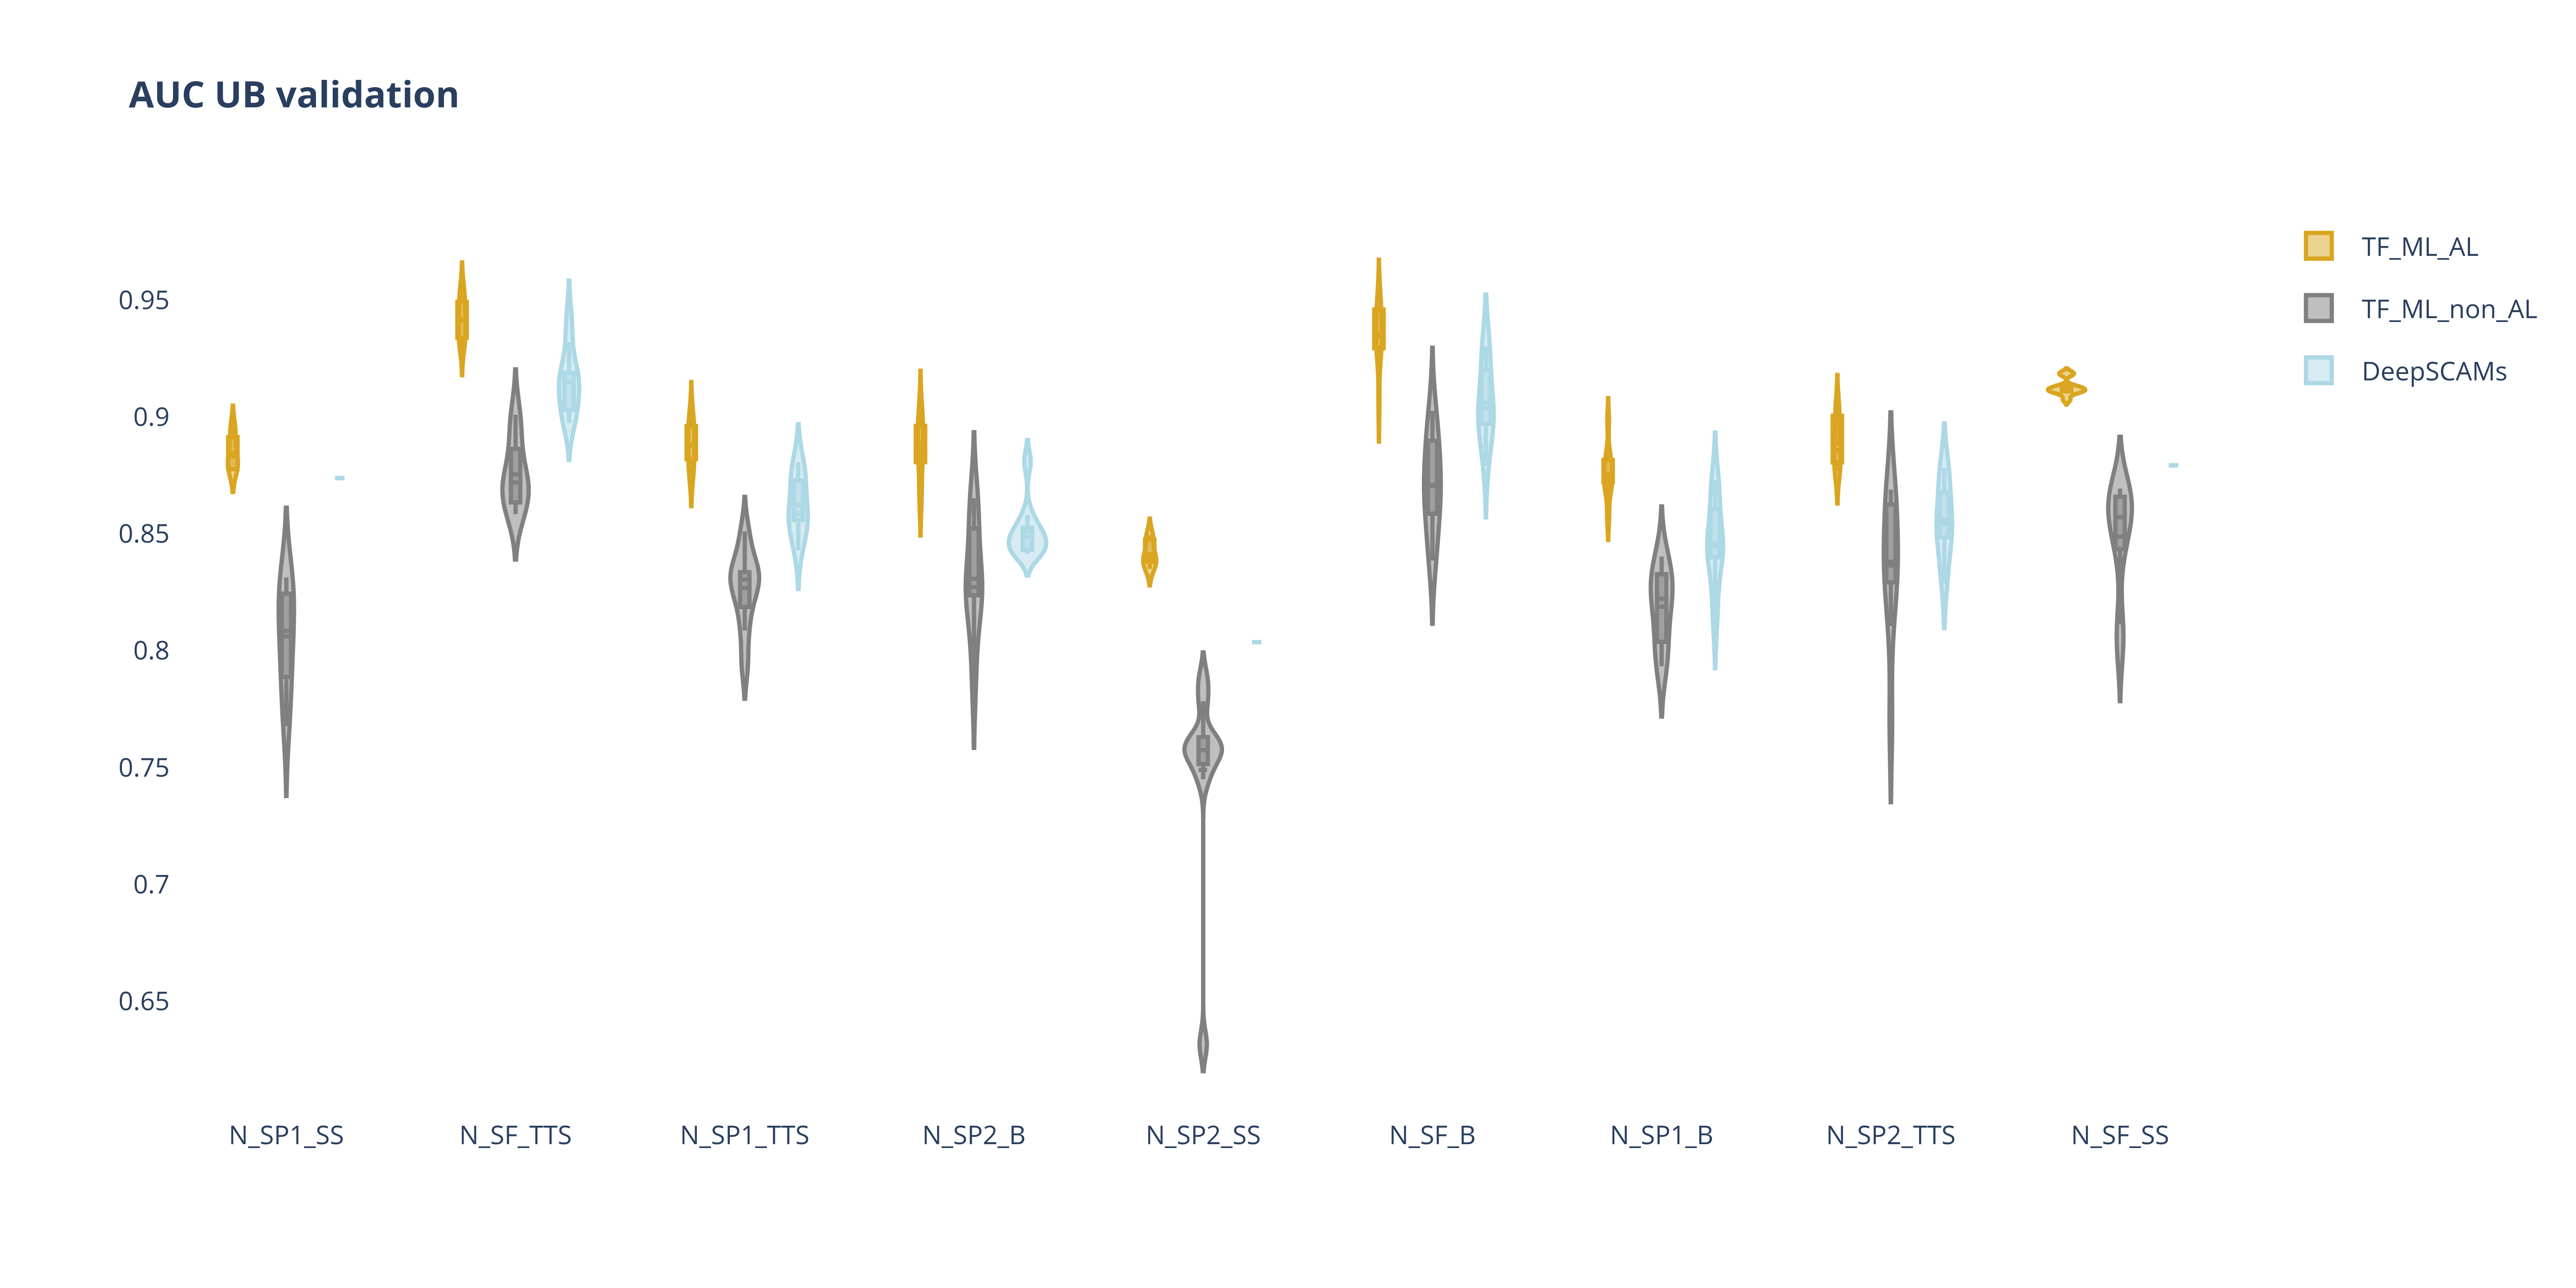 AUC UB validation
TF_ML_AL
TF_ML_non_AL
DeepSCAMs
0.95
0.9
0.85
0.8
0.75
0.7
0.65
N_SP1_SS
N_SF_TTS
N_SP1_TTS
N_SP2_B
N_SP2_SS
N_SF_B
N_SP1_B
N_SP2_TTS
N_SF_SS